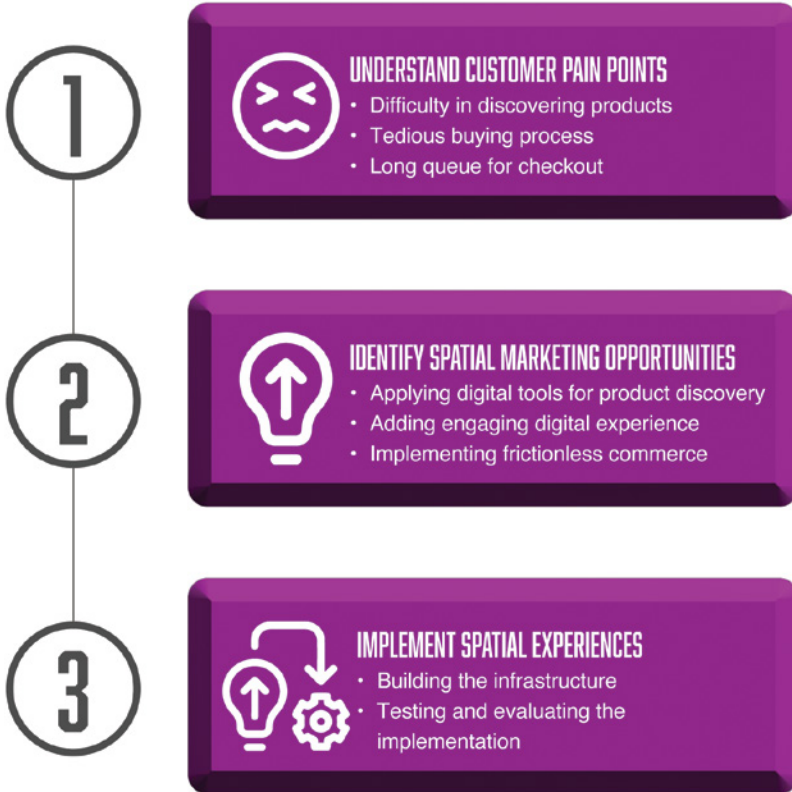 1
UNDERSTAND CUSTOMER PAIN POINTS
• Difficulty in discovering products
• Tedious buying process
• Long queue for checkout
2
IDENTIFY SPATIAL MARKETING OPPORTUNITIES
• Applying digital tools for product discovery
• Adding engaging digital experience
• Implementing frictionless commerce
3
IMPLEMENT SPATIAL EXPERIENCES
• Building the infrastructure
• Testing and evaluating the
implementation